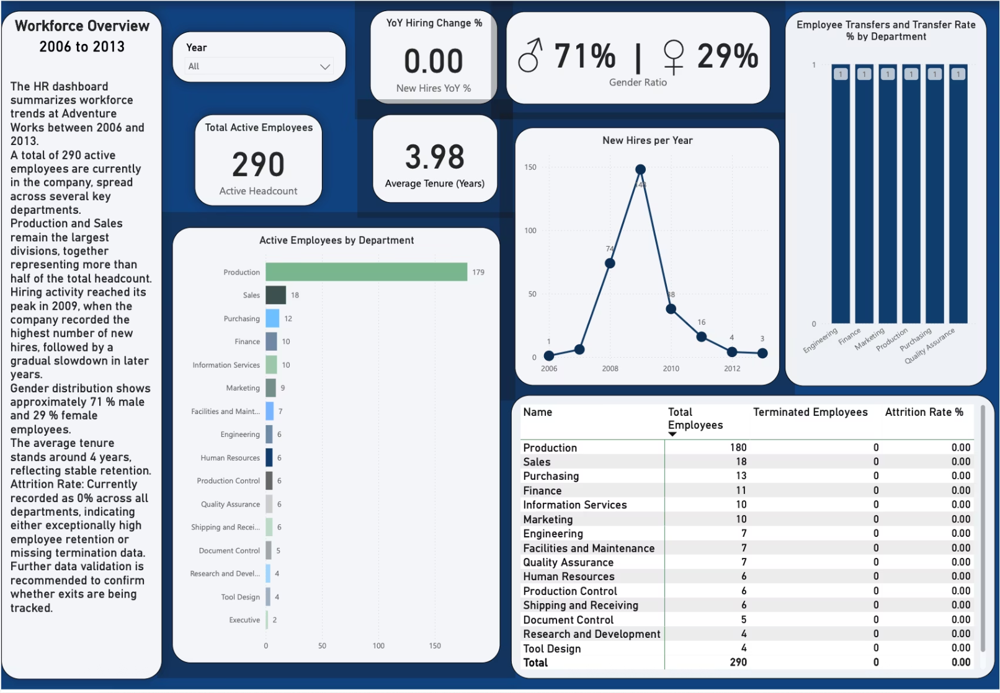 Workforce Overview
2006 to 2013
The HR dashboard
summarizes workforce
trends at Adventure
Works between 2006 and
2013.
A total of 290 active
employees are currently
in the company, spread
across several key
departments.
Production and Sales
remain the largest
divisions, together
representing more than
half of the total headcount.
Hiring activity reached its
peak in 2009, when the
company recorded the
highest number of new
hires, followed by a
gradual slowdown in later
years.
Gender distribution shows
approximately 71 % male
and 29 % female
employees.
The average tenure
stands around 4 years,
reflecting stable retention.
Attrition Rate: Currently
recorded as 0% across all
departments, indicating
either exceptionally high
employee retention or
missing termination data.
Further data validation is
recommended to confirm
whether exits are being
tracked.
Year
All
YoY Hiring Change %
0.00
New Hires YoY %
♂ 71% | ♀ 29%
Gender Ratio
Total Active Employees
290
Active Headcount
3.98
Average Tenure (Years)
Active Employees by Department
Production 179
Sales 18
Purchasing 12
Finance 10
Information Services 10
Marketing 9
Facilities and Maint... 7
Engineering 6
Human Resources 6
Production Control 6
Quality Assurance 6
Shipping and Recei... 6
Document Control 5
Research and Devel... 4
Tool Design 4
Executive 2
0 50 100 150
New Hires per Year
150
100
50
0
1
74
148
38
16
4
3
2006 2008 2010 2012
Employee Transfers and Transfer Rate
% by Department
1
1 1 1 1 1 1
0
Engineering
Finance
Marketing
Production
Purchasing
Quality Assurance
Name Total Employees Terminated Employees Attrition Rate %
Production 180 0 0.00
Sales 18 0 0.00
Purchasing 13 0 0.00
Finance 11 0 0.00
Information Services 10 0 0.00
Marketing 10 0 0.00
Engineering 7 0 0.00
Facilities and Maintenance 7 0 0.00
Quality Assurance 7 0 0.00
Human Resources 6 0 0.00
Production Control 6 0 0.00
Shipping and Receiving 6 0 0.00
Document Control 5 0 0.00
Research and Development 4 0 0.00
Tool Design 4 0 0.00
Total 290 0 0.00